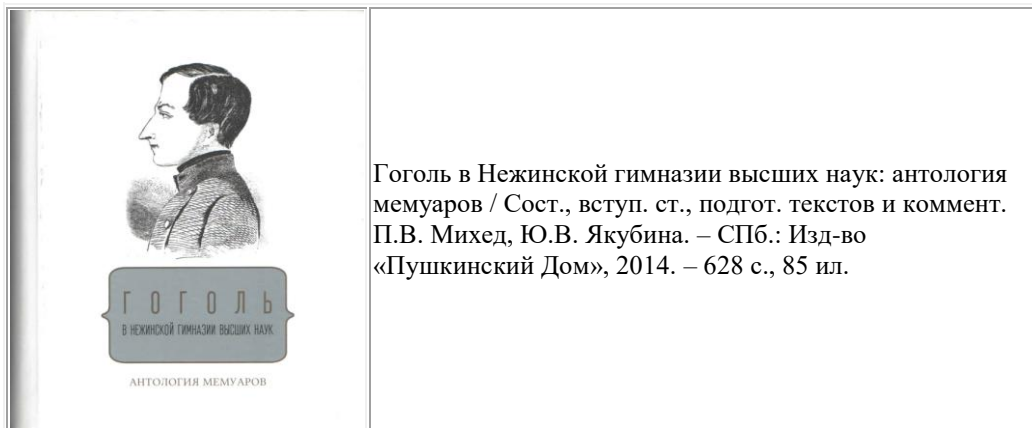 ГОГОЛЬ
В НЕЖИНСКОЙ ГИМНАЗИИ ВЫСШИХ НАУК
АНТОЛОГИЯ МЕМУАРОВ
Гоголь в Нежинской гимназии высших наук: антология
мемуаров / Сост., вступ. ст., подгот. текстов и коммент.
П.В. Михед, Ю.В. Якубина. – СПб.: Изд-во
«Пушкинский Дом», 2014. – 628 с., 85 ил.